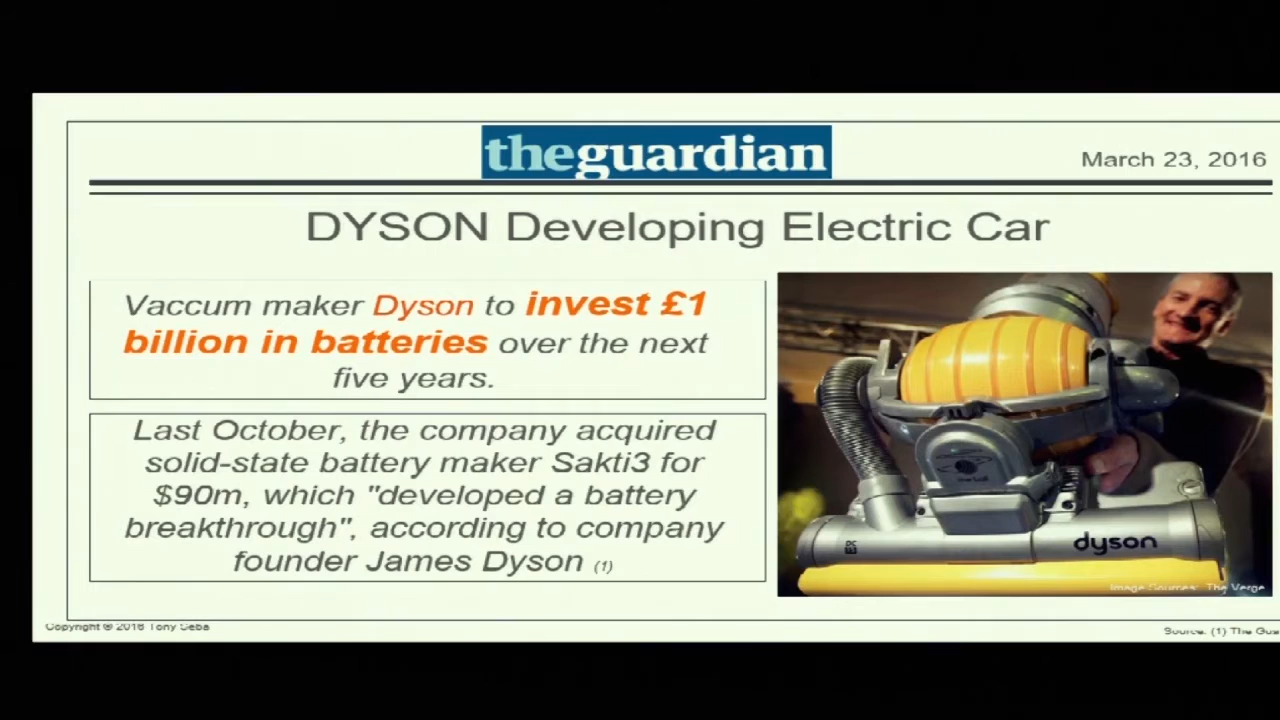 theguardian
March 23, 2016
DYSON Developing Electric Car
Vaccum maker Dyson to invest £1
billion in batteries over the next
five years.
Last October, the company acquired
solid-state battery maker Sakti3 for
$90m, which "developed a battery
breakthrough", according to company
founder James Dyson (1)
dyson
Image Sources: The Verge
Copyright © 2016 Tony Seba
Source: (1) The Gua